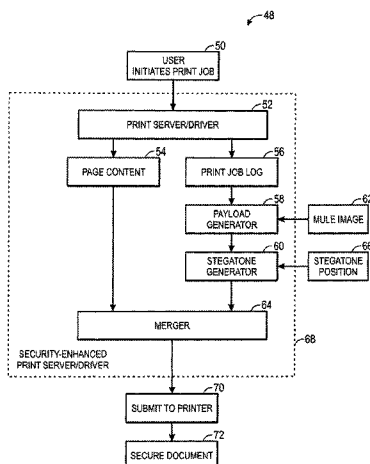 48
50
USER
INITIATES PRINT JOB
52
PRINT SERVER/DRIVER
54
PAGE CONTENT
56
PRINT JOB LOG
58
PAYLOAD
GENERATOR
62
MULE IMAGE
60
STEGATONE
GENERATOR
66
STEGATONE
POSITION
64
MERGER
SECURITY-ENHANCED
PRINT SERVER/DRIVER
68
70
SUBMIT TO PRINTER
72
SECURE DOCUMENT